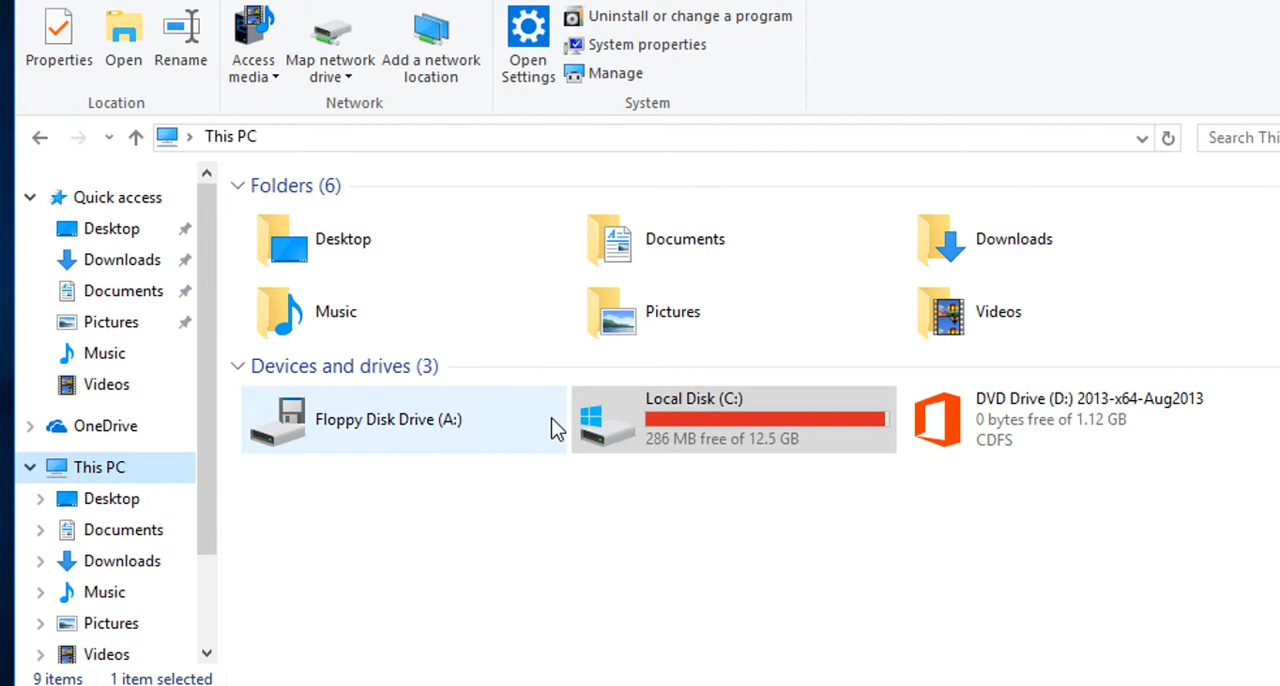 Properties
Open
Rename
Location
Access
media
Map network
drive
Add a network
location
Network
Open
Settings
Uninstall or change a program
System properties
Manage
System
This PC
Search Thi
Quick access
Desktop
Downloads
Documents
Pictures
Music
Videos
OneDrive
This PC
Desktop
Documents
Downloads
Music
Pictures
Videos
Folders (6)
Desktop
Documents
Downloads
Music
Pictures
Videos
Devices and drives (3)
Floppy Disk Drive (A:)
Local Disk (C:)
286 MB free of 12.5 GB
DVD Drive (D:) 2013-x64-Aug2013
0 bytes free of 1.12 GB
CDFS
9 items
1 item selected